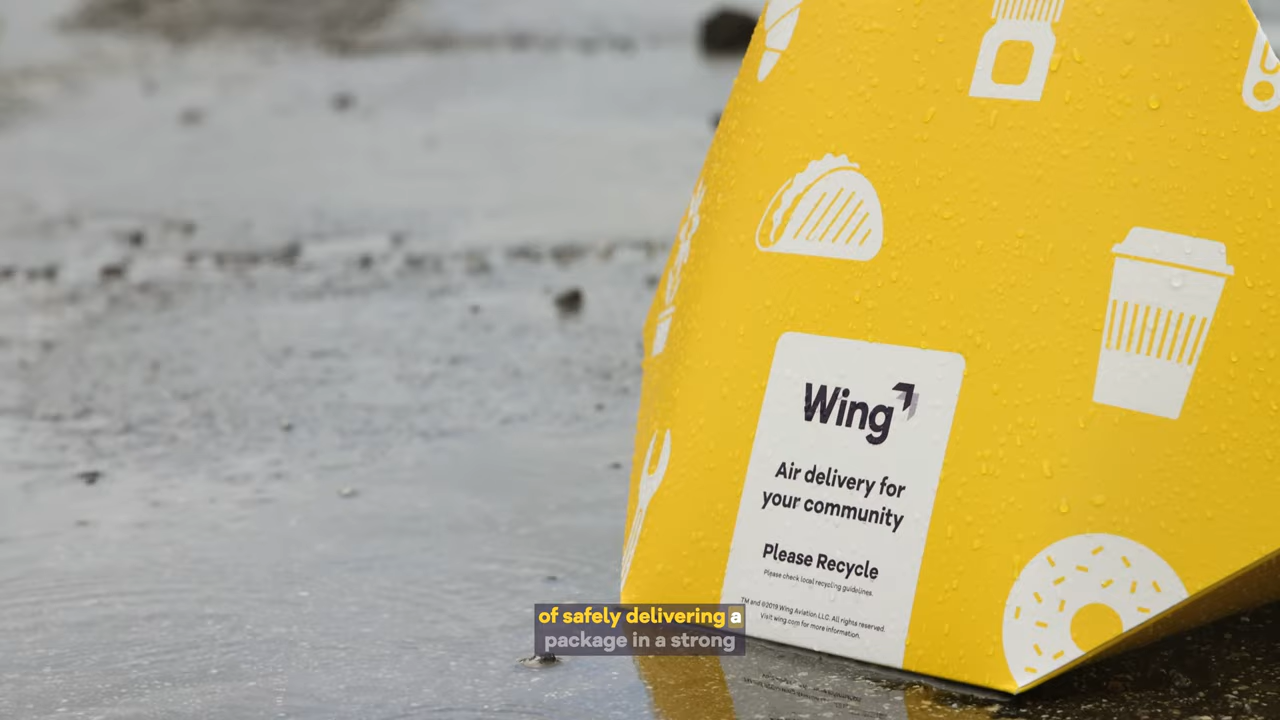 Wing
Air delivery for
your community
Please Recycle
Please check local recycling guidelines.
TM and ©2019 Wing Aviation LLC. All rights reserved.
Visit wing.com for more information.
of safely delivering a
package in a strong